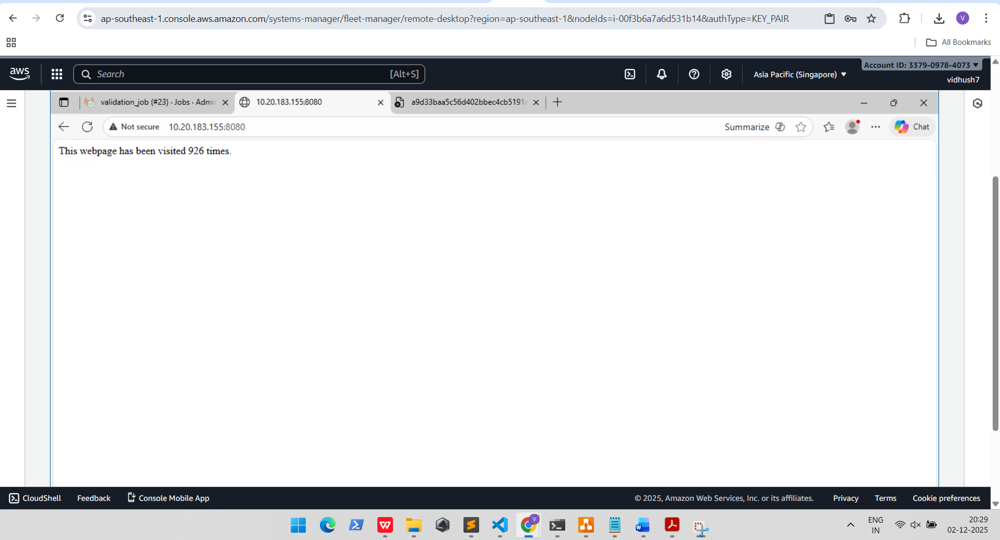 ap-southeast-1.console.aws.amazon.com/systems-manager/fleet-manager/remote-desktop?region=ap-southeast-1&nodeIds=i-00f3b6a7a6d531b14&authType=KEY_PAIR
V
All Bookmarks
aws
Search
[Alt+S]
Asia Pacific (Singapore)
Account ID: 3379-0978-4073
vidhush7
validation_job (#23) · Jobs · Admin
10.20.183.155:8080
a9d33baa5c56d402bbec4cb5191e
Not secure
10.20.183.155:8080
Summarize
Chat
This webpage has been visited 926 times.
CloudShell
Feedback
Console Mobile App
© 2025, Amazon Web Services, Inc. or its affiliates.
Privacy
Terms
Cookie preferences
ENG
IN
20:29
02-12-2025